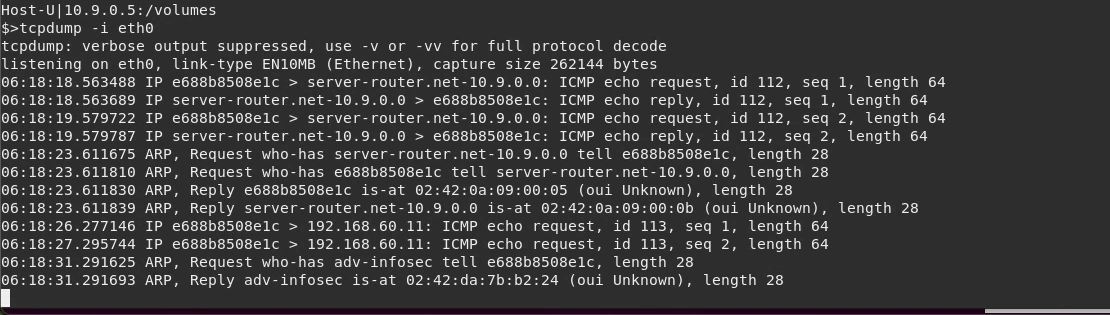 Host-U|10.9.0.5:/volumes
$>tcpdump -i eth0
tcpdump: verbose output suppressed, use -v or -vv for full protocol decode
listening on eth0, link-type EN10MB (Ethernet), capture size 262144 bytes
06:18:18.563488 IP e688b8508e1c > server-router.net-10.9.0.0: ICMP echo request, id 112, seq 1, length 64
06:18:18.563689 IP server-router.net-10.9.0.0 > e688b8508e1c: ICMP echo reply, id 112, seq 1, length 64
06:18:19.579722 IP e688b8508e1c > server-router.net-10.9.0.0: ICMP echo request, id 112, seq 2, length 64
06:18:19.579787 IP server-router.net-10.9.0.0 > e688b8508e1c: ICMP echo reply, id 112, seq 2, length 64
06:18:23.611675 ARP, Request who-has server-router.net-10.9.0.0 tell e688b8508e1c, length 28
06:18:23.611810 ARP, Request who-has e688b8508e1c tell server-router.net-10.9.0.0, length 28
06:18:23.611830 ARP, Reply e688b8508e1c is-at 02:42:0a:09:00:05 (oui Unknown), length 28
06:18:23.611839 ARP, Reply server-router.net-10.9.0.0 is-at 02:42:0a:09:00:0b (oui Unknown), length 28
06:18:26.277146 IP e688b8508e1c > 192.168.60.11: ICMP echo request, id 113, seq 1, length 64
06:18:27.295744 IP e688b8508e1c > 192.168.60.11: ICMP echo request, id 113, seq 2, length 64
06:18:31.291625 ARP, Request who-has adv-infosec tell e688b8508e1c, length 28
06:18:31.291693 ARP, Reply adv-infosec is-at 02:42:da:7b:b2:24 (oui Unknown), length 28